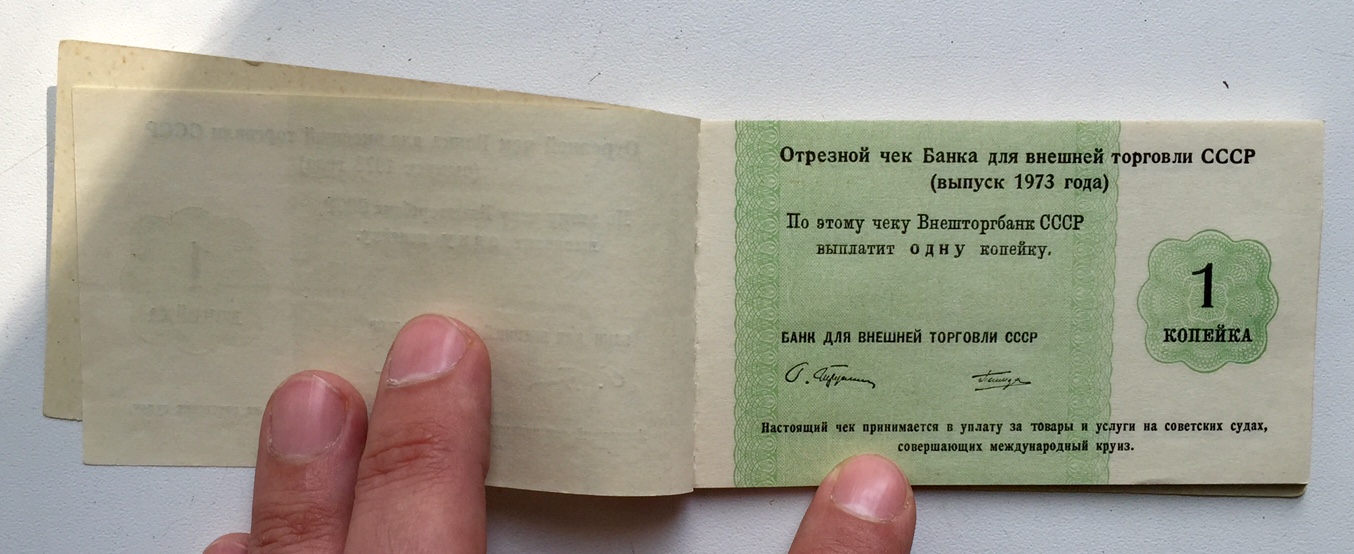 Отрезной чек Банка для внешней торговли СССР
(выпуск 1973 года)
По этому чеку Внешторгбанк СССР
выплатит одну копейку.
1
КОПЕЙКА
БАНК ДЛЯ ВНЕШНЕЙ ТОРГОВЛИ СССР
Настоящий чек принимается в уплату за товары и услуги на советских судах,
совершающих международный круиз.